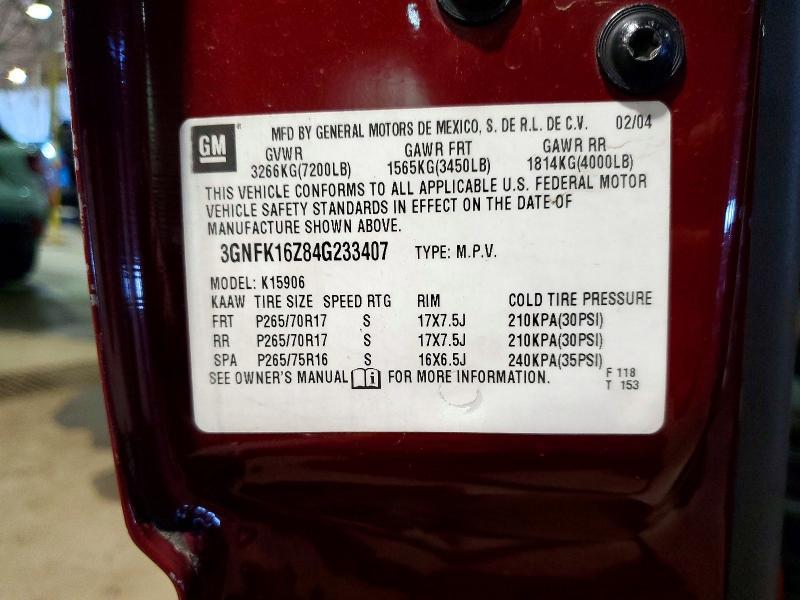 GM
MFD BY GENERAL MOTORS DE MEXICO, S. DE R.L. DE C.V. 02/04
GVWR GAWR FRT GAWR RR
3266KG(7200LB) 1565KG(3450LB) 1814KG(4000LB)
THIS VEHICLE CONFORMS TO ALL APPLICABLE U.S. FEDERAL MOTOR
VEHICLE SAFETY STANDARDS IN EFFECT ON THE DATE OF
MANUFACTURE SHOWN ABOVE.
3GNFK16Z84G233407 TYPE: M.P.V.
MODEL: K15906
KAAW TIRE SIZE SPEED RTG RIM COLD TIRE PRESSURE
FRT P265/70R17 S 17X7.5J 210KPA(30PSI)
RR P265/70R17 S 17X7.5J 210KPA(30PSI)
SPA P265/75R16 S 16X6.5J 240KPA(35PSI)
SEE OWNER'S MANUAL FOR MORE INFORMATION. F 118
T 153